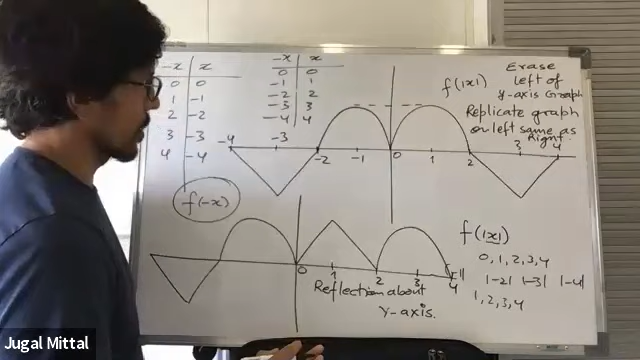 -x x
0 0
1 -1
2 -2
3 -3
4 -4
f(-x)
-x x
0 0
-1 1
-2 2
-3 3
-4 4
f(|x|)
Erase
left of
y-axis Graph
Replicate graph
on left same as
Right.
-4 -3 -2 -1 0 1 2 3 4
f(|x|)
0,1,2,3,4
|-2| |-3| |-4|
1,2,3,4
0 1 2 3 4
Reflection about
y-axis.
Jugal Mittal